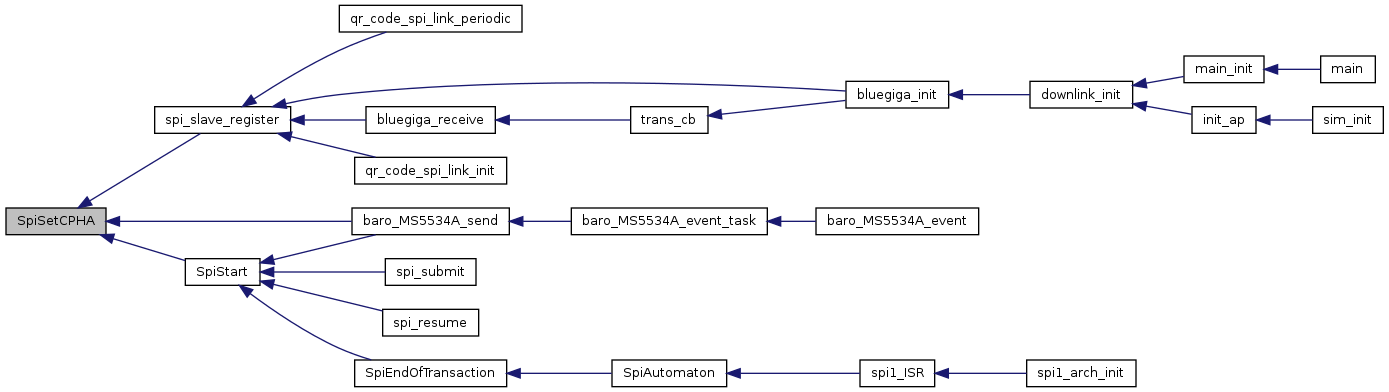 qr_code_spi_link_periodic
main_init
main
bluegiga_init
downlink_init
spi_slave_register
bluegiga_receive
trans_cb
init_ap
sim_init
qr_code_spi_link_init
SpiSetCPHA
baro_MS5534A_send
baro_MS5534A_event_task
baro_MS5534A_event
SpiStart
spi_submit
spi_resume
SpiEndOfTransaction
SpiAutomaton
spi1_ISR
spi1_arch_init